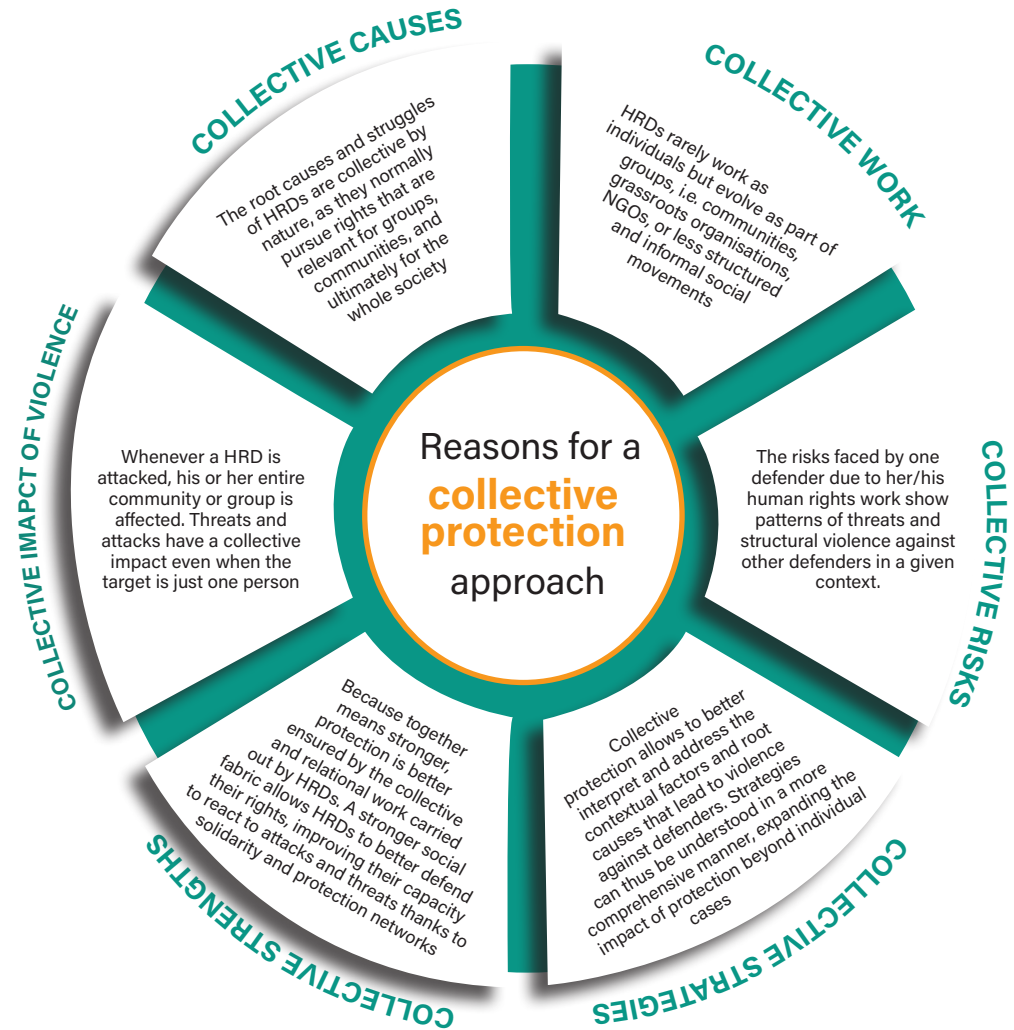 Reasons for a
collective
protection
approach
COLLECTIVE CAUSES
The root causes and struggles
of HRDs are collective by
nature, as they normally
pursue rights that are
relevant for groups,
communities, and
ultimately for the
whole society
COLLECTIVE WORK
HRDs rarely work as
individuals but evolve as part of
groups, i.e. communities,
grassroots organisations,
NGOs, or less structured
and informal social
movements
COLLECTIVE RISKS
The risks faced by one
defender due to her/his
human rights work show
patterns of threats and
structural violence against
other defenders in a given
context.
COLLECTIVE STRATEGIES
Collective
protection allows to better
interpret and address the
contextual factors and root
causes that lead to violence
against defenders. Strategies
can thus be understood in a more
comprehensive manner, expanding the
impact of protection beyond individual
cases
COLLECTIVE STRENGTHS
Because together
means stronger,
protection is better
ensured by the collective
and relational work carried
out by HRDs. A stronger social
fabric allows HRDs to better defend
their rights, improving their capacity
to react to attacks and threats thanks to
solidarity and protection networks
COLLECTIVE IMAPCT OF VIOLENCE
Whenever a HRD is
attacked, his or her entire
community or group is
affected. Threats and
attacks have a collective
impact even when the
target is just one person